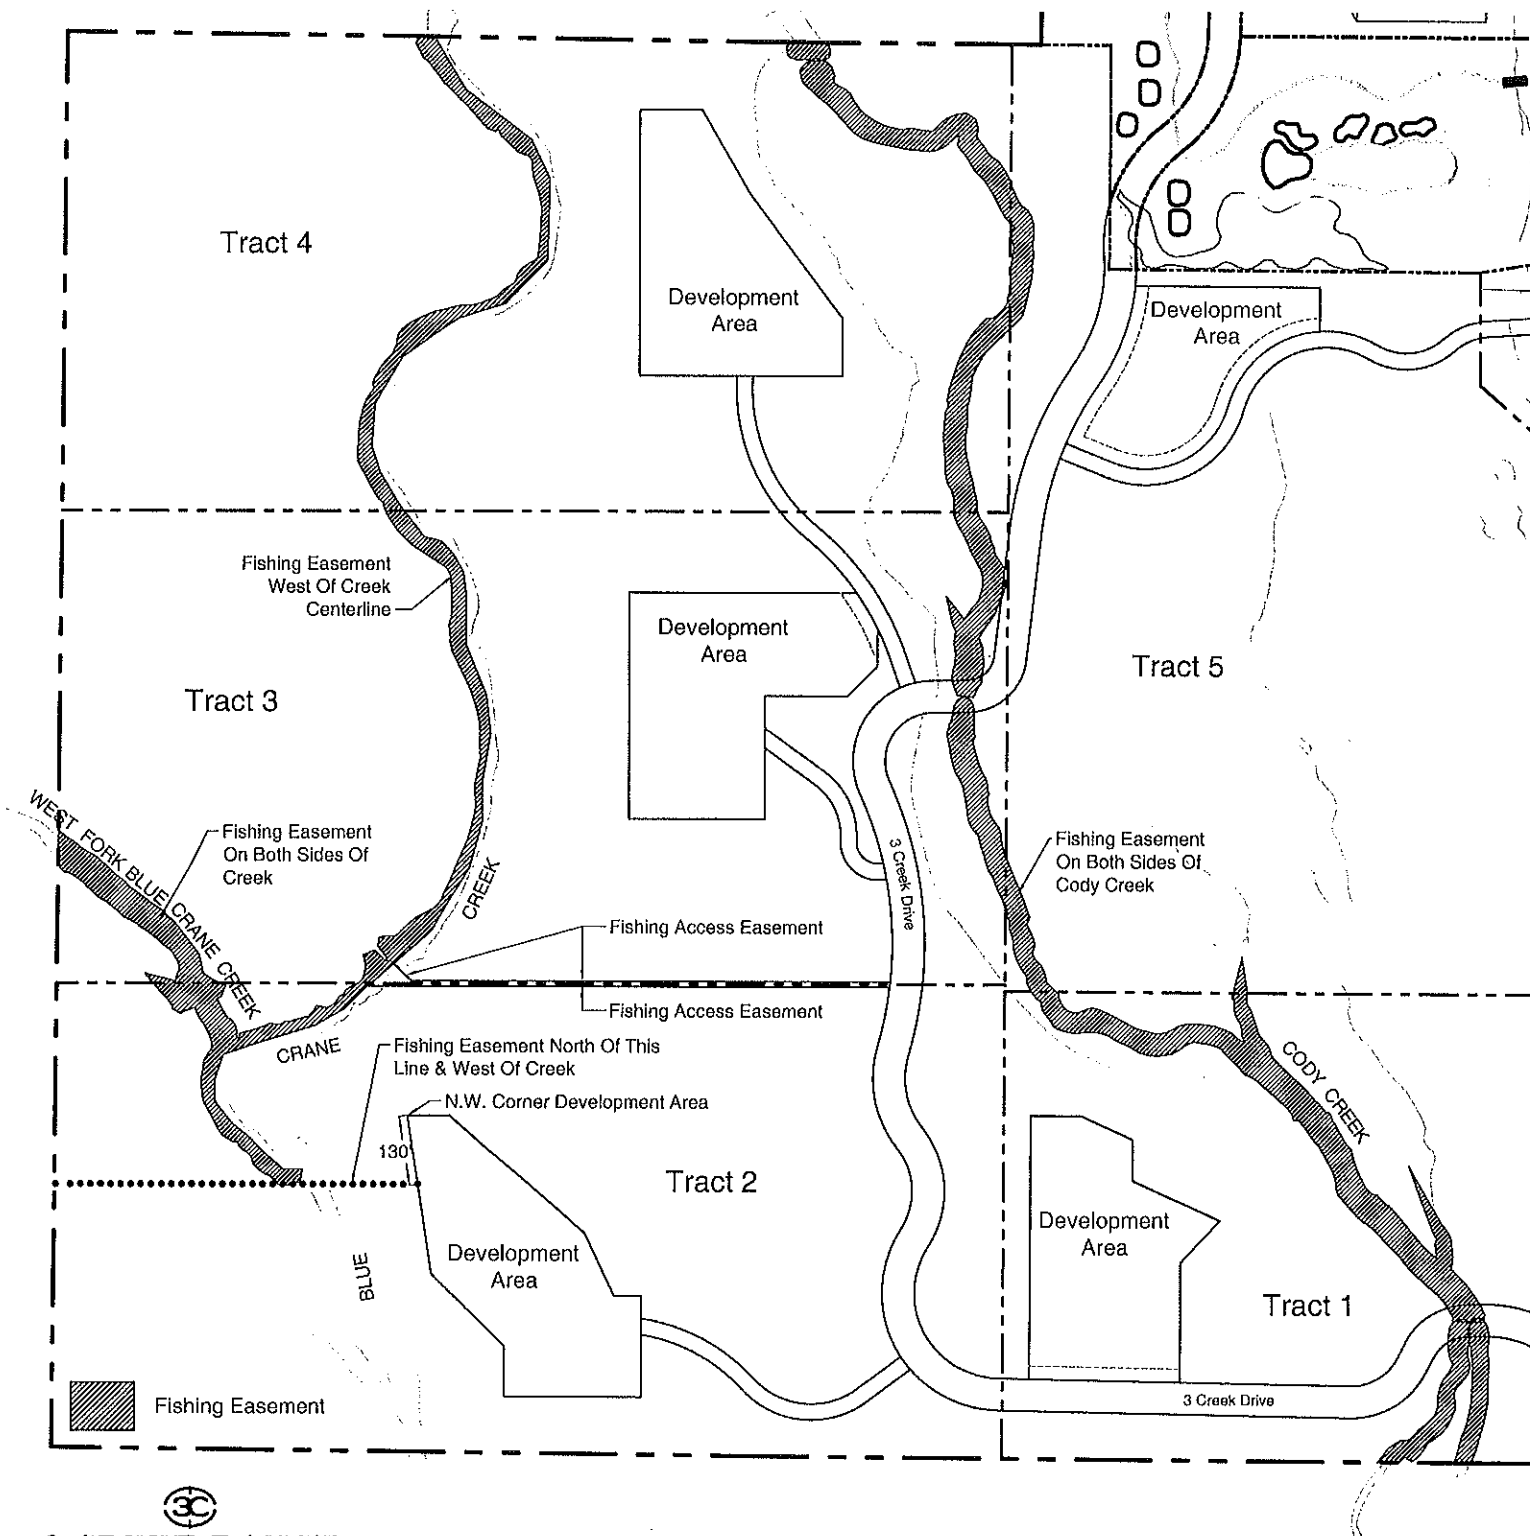 Tract 4
Development
Area
Development
Area
Fishing Easement
West Of Creek
Centerline
Development
Area
Tract 5
Tract 3
WEST FORK BLUE CRANE CREEK
Fishing Easement
On Both Sides Of
Creek
CREEK
3 Creek Drive
Fishing Easement
On Both Sides Of
Cody Creek
Fishing Access Easement
Fishing Access Easement
CRANE
Fishing Easement North Of This
Line & West Of Creek
CODY CREEK
N.W. Corner Development Area
130'
Tract 2
Development
Area
Development
Area
BLUE
Tract 1
3 Creek Drive
Fishing Easement
3C